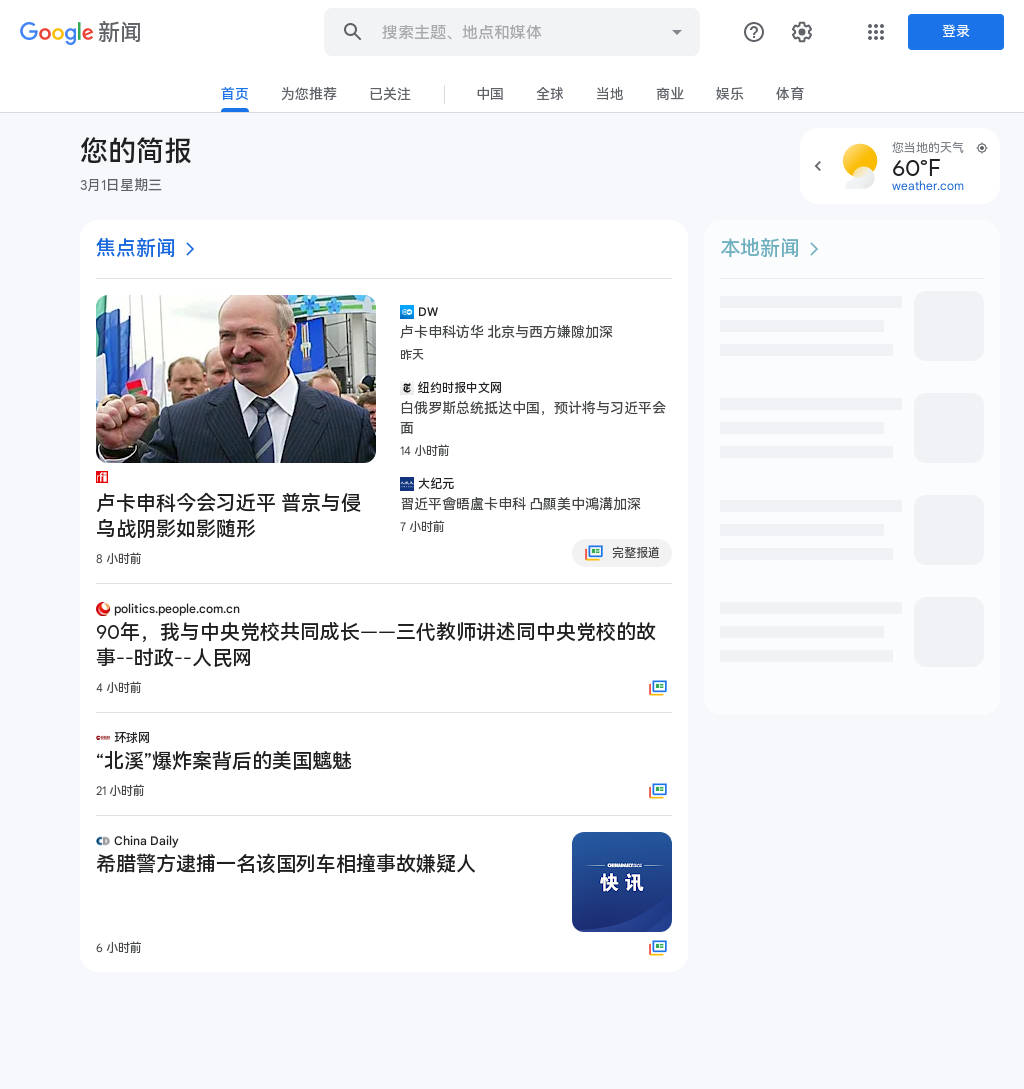 Google 新闻
搜索主题、地点和媒体
登录
首页 为您推荐 已关注 中国 全球 当地 商业 娱乐 体育
您的简报
3月1日星期三
您当地的天气
60°F
weather.com
焦点新闻
卢卡申科今会习近平 普京与侵
乌战阴影如影随形
8 小时前
DW
卢卡申科访华 北京与西方嫌隙加深
昨天
纽约时报中文网
白俄罗斯总统抵达中国，预计将与习近平会
面
14 小时前
大纪元
習近平會晤盧卡申科 凸顯美中鴻溝加深
7 小时前
完整报道
politics.people.com.cn
90年，我与中央党校共同成长——三代教师讲述同中央党校的故
事--时政--人民网
4 小时前
环球网
“北溪”爆炸案背后的美国魑魅
21 小时前
China Daily
希腊警方逮捕一名该国列车相撞事故嫌疑人
CHINADAILY
快 讯
6 小时前
本地新闻